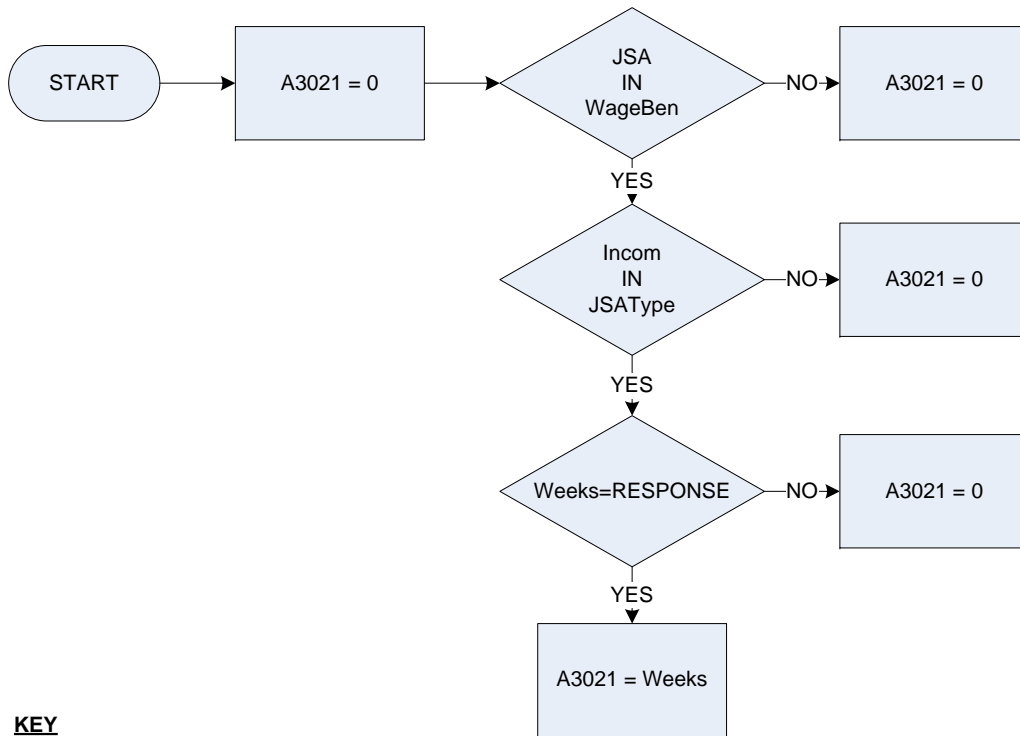 START
A3021 = 0
JSA
IN
WageBen
NO
A3021 = 0
YES
Incom
IN
JSAType
NO
A3021 = 0
YES
Weeks=RESPONSE
NO
A3021 = 0
YES
A3021 = Weeks
KEY